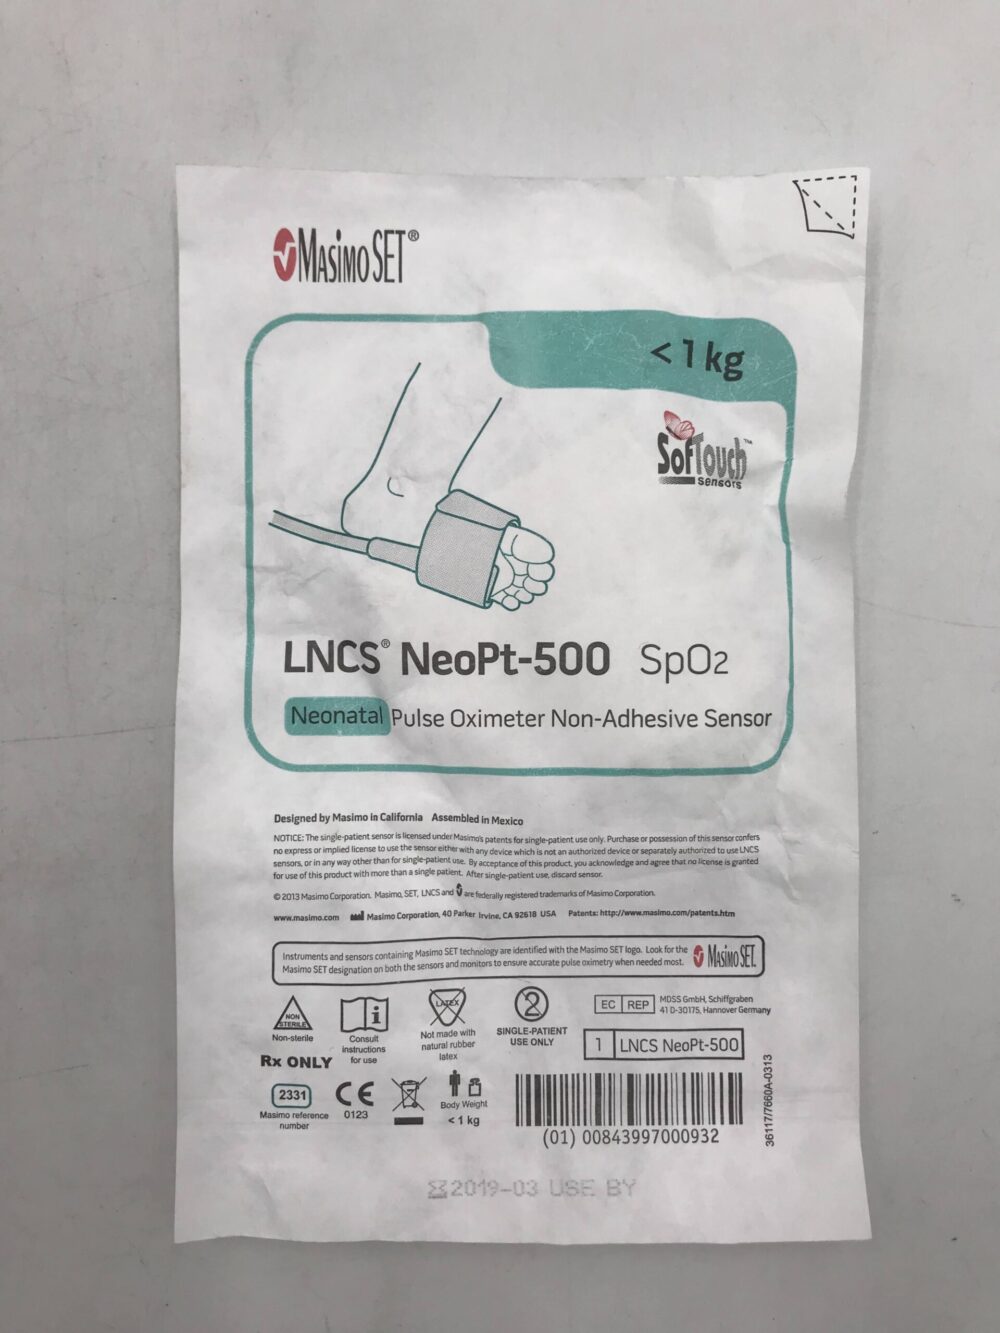 MASIMO SET®
< 1 kg
SofTouch™
Sensors
LNCS® NeoPt-500 SpO2
Neonatal Pulse Oximeter Non-Adhesive Sensor
Designed by Masimo in California Assembled in Mexico
NOTICE: The single-patient sensor is licensed under Masimo's patents for single-patient use only. Purchase or possession of this sensor confers
no express or implied license to use the sensor either with any device which is not an authorized device or separately authorized to use LNCS
sensors, or in any way other than for single-patient use. By acceptance of this product, you acknowledge and agree that no license is granted
for use of this product with more than a single patient. After single-patient use, discard sensor.
© 2013 Masimo Corporation. Masimo, SET, LNCS and are federally registered trademarks of Masimo Corporation.
www.masimo.com Masimo Corporation, 40 Parker Irvine, CA 92618 USA Patents: http://www.masimo.com/patents.htm
Instruments and sensors containing Masimo SET technology are identified with the Masimo SET logo. Look for the
Masimo SET designation on both the sensors and monitors to ensure accurate pulse oximetry when needed most.
MASIMO SET.
NON
STERILE
Non-sterile
Consult
instructions
for use
LATEX
Not made with
natural rubber
latex
2
SINGLE-PATIENT
USE ONLY
EC REP MDSS GmbH, Schiffgraben
41 D-30175, Hannover Germany
1 LNCS NeoPt-500
Rx ONLY
2331
Masimo reference
number
CE
0123
Body Weight
< 1 kg
(01) 00843997000932
36117/7660A-0313
2019-03 USE BY